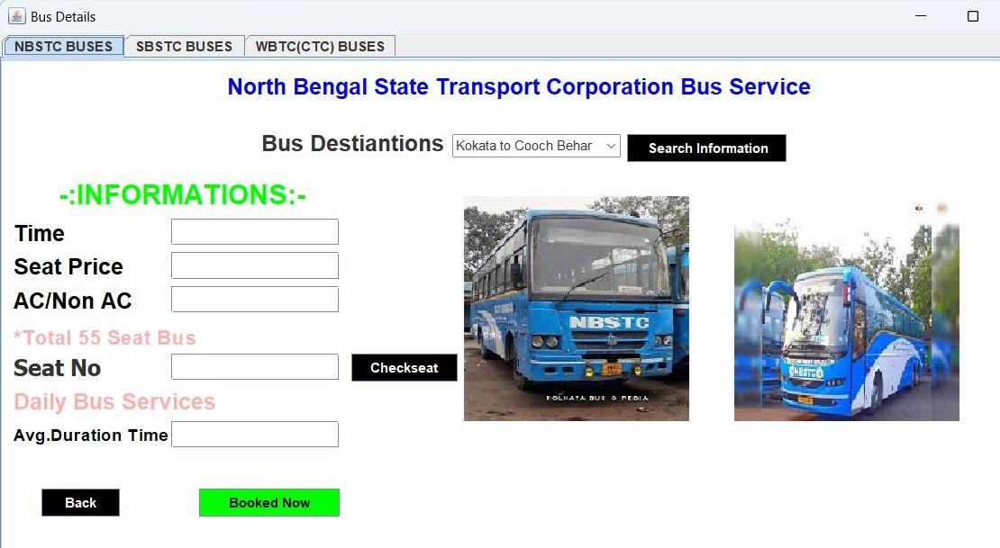 Bus Details
NBSTC BUSES SBSTC BUSES WBTC(CTC) BUSES
North Bengal State Transport Corporation Bus Service
Bus Destiantions Kokata to Cooch Behar Search Information
-:INFORMATIONS:-
Time
Seat Price
AC/Non AC
*Total 55 Seat Bus
Seat No Checkseat
Daily Bus Services
Avg.Duration Time
Back Booked Now
NBSTC
KOLKATA BUS O PEDIA
NBSTC